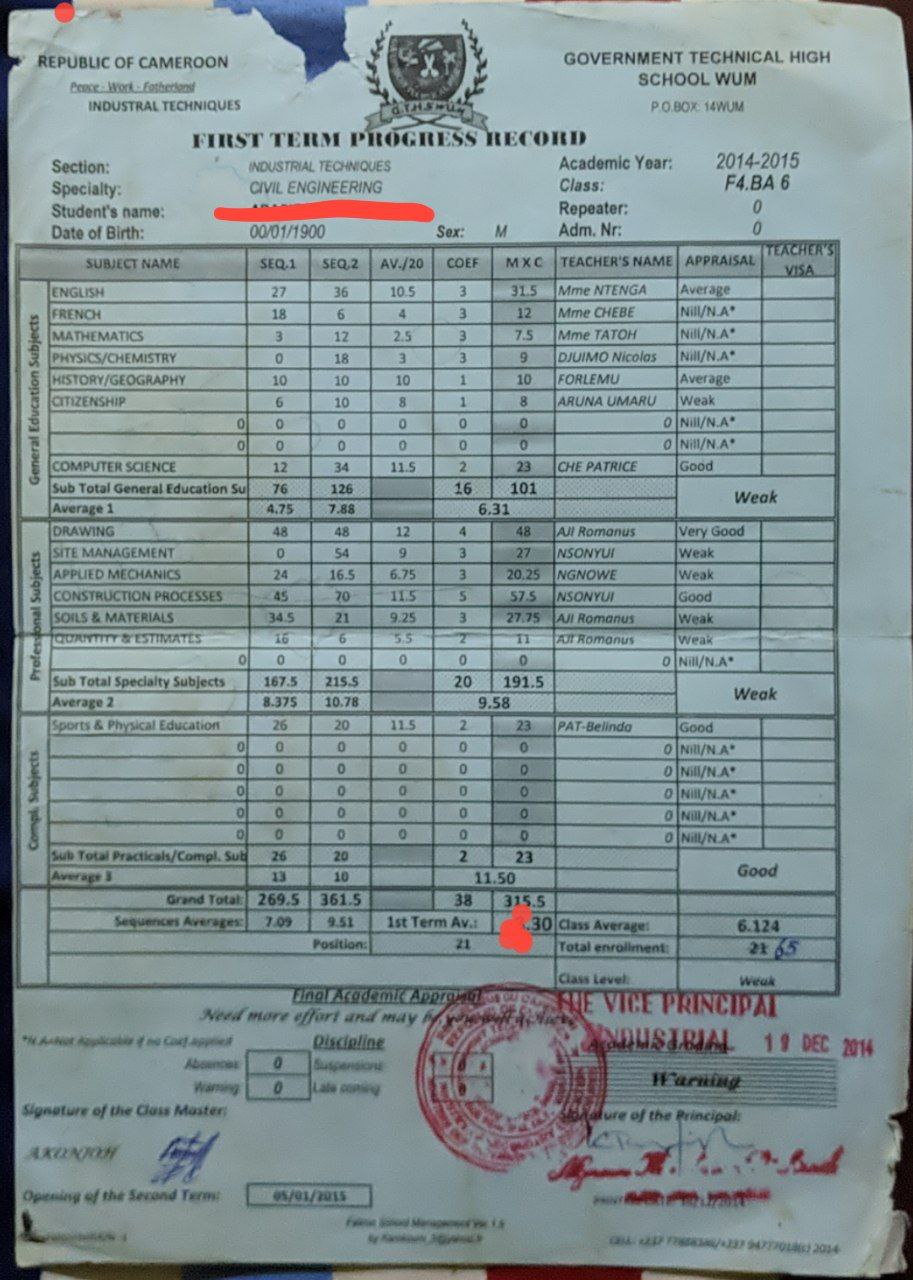 REPUBLIC OF CAMEROON
Peace - Work - Fatherland
INDUSTRAL TECHNIQUES
G.T.H.S WUM
GOVERNMENT TECHNICAL HIGH
SCHOOL WUM
P.O.BOX: 14WUM
FIRST TERM PROGRESS RECORD
Section: INDUSTRIAL TECHNIQUES Academic Year: 2014-2015
Specialty: CIVIL ENGINEERING Class: F4.BA 6
Student's name: Repeater: 0
Date of Birth: 00/01/1900 Sex: M Adm. Nr: 0
SUBJECT NAME SEQ.1 SEQ.2 AV./20 COEF M X C TEACHER'S NAME APPRAISAL TEACHER'S VISA
General Education Subjects
ENGLISH 27 36 10.5 3 31.5 Mme NTENGA Average
FRENCH 18 6 4 3 12 Mme CHEBE Nill/N.A*
MATHEMATICS 3 12 2.5 3 7.5 Mme TATOH Nill/N.A*
PHYSICS/CHEMISTRY 0 18 3 3 9 DJUIMO Nicolas Nill/N.A*
HISTORY/GEOGRAPHY 10 10 10 1 10 FORLEMU Average
CITIZENSHIP 6 10 8 1 8 ARUNA UMARU Weak
0 0 0 0 0 0 0 Nill/N.A*
0 0 0 0 0 0 0 Nill/N.A*
COMPUTER SCIENCE 12 34 11.5 2 23 CHE PATRICE Good
Sub Total General Education Su 76 126 16 101 Weak
Average 1 4.75 7.88 6.31
Professional Subjects
DRAWING 48 48 12 4 48 AJI Romanus Very Good
SITE MANAGEMENT 0 54 9 3 27 NSONYUI Weak
APPLIED MECHANICS 24 16.5 6.75 3 20.25 NGNOWE Weak
CONSTRUCTION PROCESSES 45 70 11.5 5 57.5 NSONYUI Good
SOILS & MATERIALS 34.5 21 9.25 3 27.75 AJI Romanus Weak
QUANTITY & ESTIMATES 16 6 5.5 2 11 AJI Romanus Weak
0 0 0 0 0 0 0 Nill/N.A*
Sub Total Specialty Subjects 167.5 215.5 20 191.5 Weak
Average 2 8.375 10.78 9.58
Compl. Subjects
Sports & Physical Education 26 20 11.5 2 23 PAT-Belinda Good
0 0 0 0 0 0 0 Nill/N.A*
0 0 0 0 0 0 0 Nill/N.A*
0 0 0 0 0 0 0 Nill/N.A*
0 0 0 0 0 0 0 Nill/N.A*
0 0 0 0 0 0 0 Nill/N.A*
Sub Total Practicals/Compl. Sub 26 20 2 23 Good
Average 3 13 10 11.50
Grand Total: 269.5 361.5 38 315.5
Sequences Averages: 7.09 9.51 1st Term Av.: .30 Class Average: 6.124
Position: 21 Total enrollment: 21 65
Class Level: Weak
Final Academic Appraisal
Need more effort and may be
THE VICE PRINCIPAL
INDUSTRIAL
19 DEC 2014
*N.A=Not Applicable if no Coef applied
Discipline
Academic Grading
Absences 0 Suspensions 0
Warning 0 Late coming 0
Warning
Signature of the Class Master: Signature of the Principal:
AKONJOH
Opening of the Second Term: 05/01/2015
School Management Ver 1.5
2014